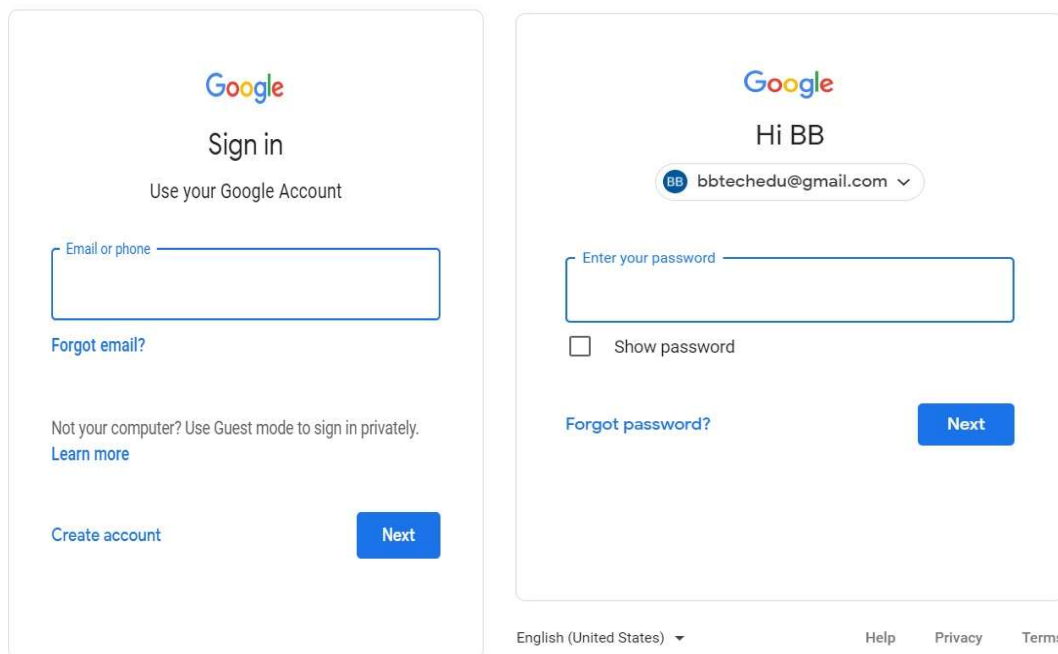 Google
Sign in
Use your Google Account
Email or phone
Forgot email?
Not your computer? Use Guest mode to sign in privately.
Learn more
Create account
Next
Google
Hi BB
BB bbtechedu@gmail.com
Enter your password
Show password
Forgot password?
Next
English (United States)
Help Privacy Terms